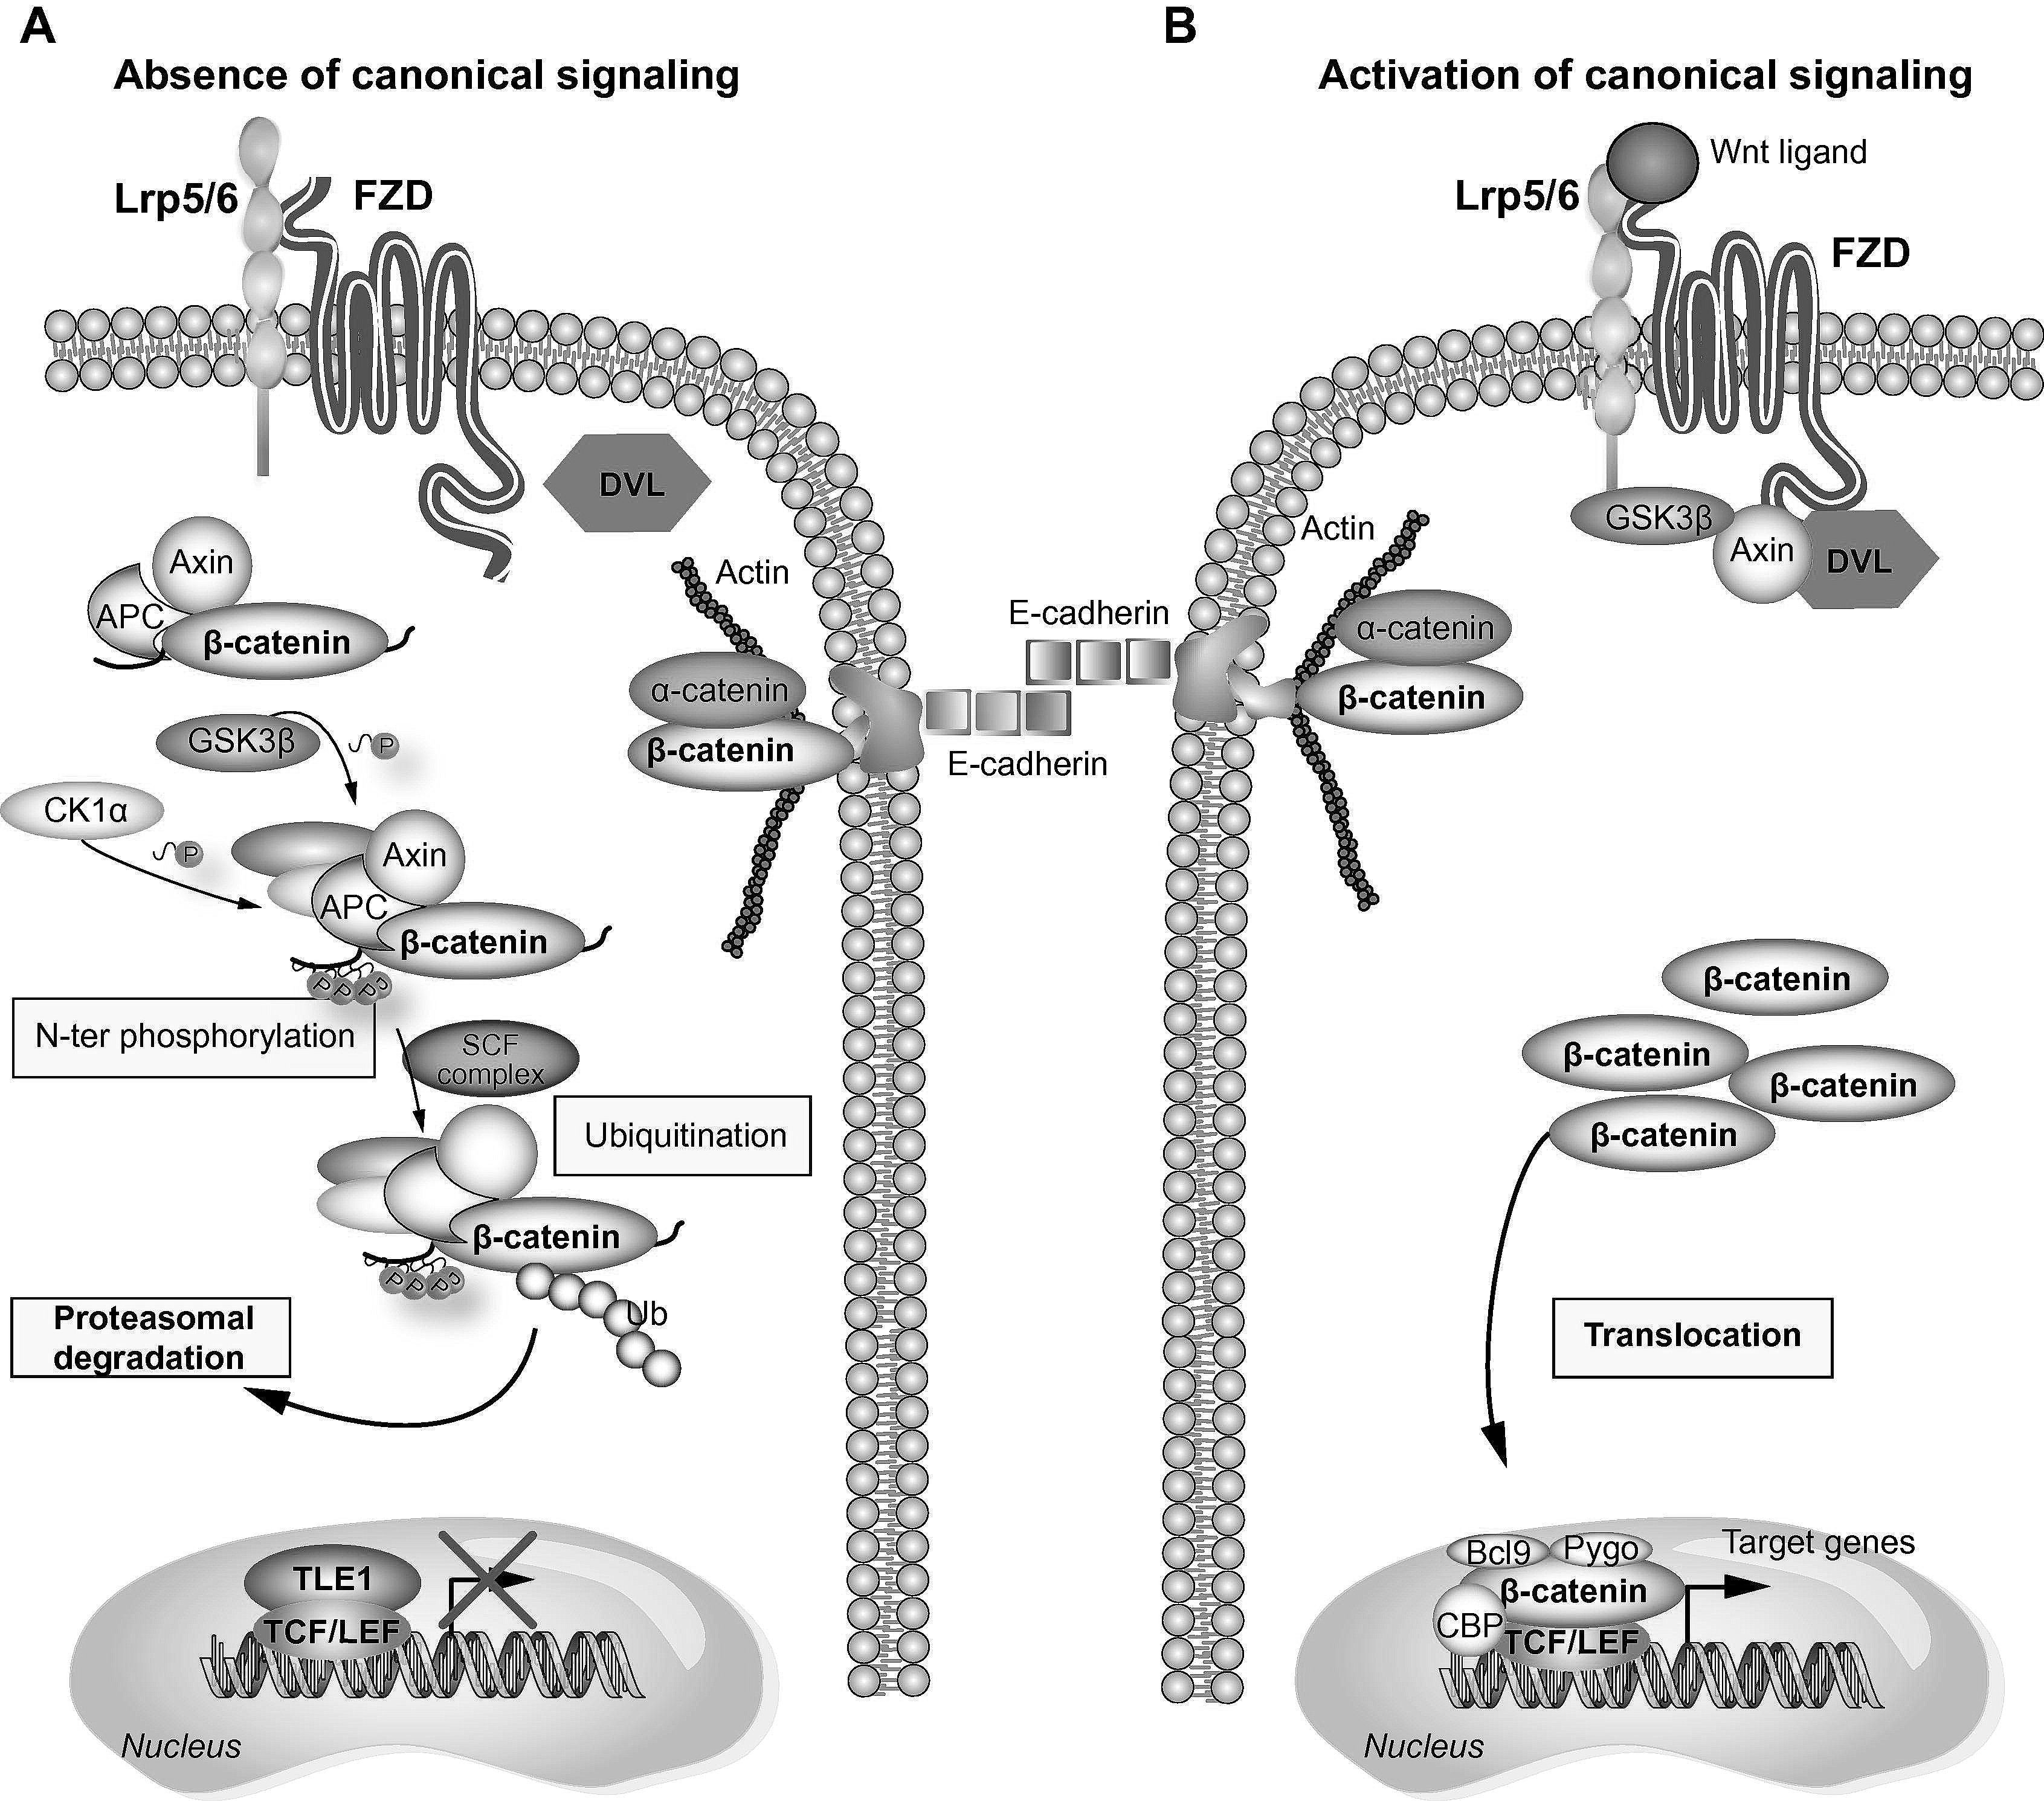 A
Absence of canonical signaling
Lrp5/6
FZD
DVL
Axin
APC
β-catenin
Actin
α-catenin
β-catenin
E-cadherin
GSK3β
P
CK1α
P
Axin
APC
β-catenin
P P P P
N-ter phosphorylation
SCF
complex
Ubiquitination
β-catenin
P P P P
Ub
Proteasomal
degradation
TLE1
TCF/LEF
Nucleus
B
Activation of canonical signaling
Wnt ligand
Lrp5/6
FZD
GSK3β
Axin
DVL
Actin
E-cadherin
α-catenin
β-catenin
β-catenin
β-catenin
β-catenin
β-catenin
Translocation
Bcl9
Pygo
Target genes
β-catenin
CBP
TCF/LEF
Nucleus